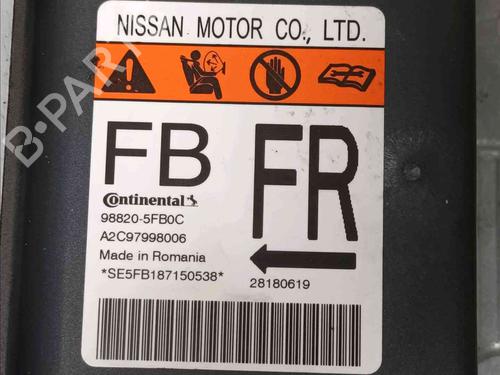 NISSAN MOTOR CO., LTD.
FB
FR
Continental
98820-5FB0C
A2C97998006
Made in Romania
*SE5FB187150538*
28180619
B-PARTS